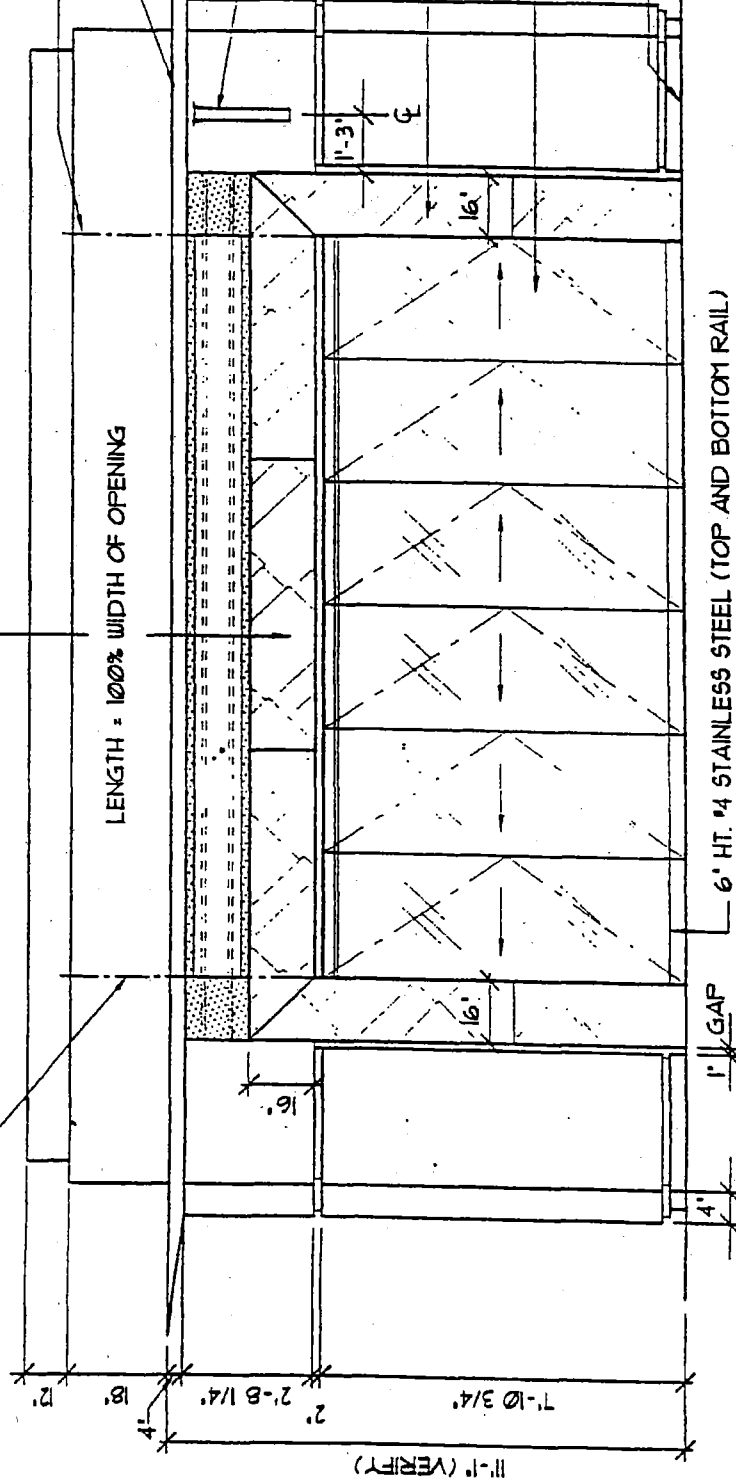 12"
18"
4"
2'-8 1/4"
2"
7'-10 3/4"
11'-1" (VERIFY)
LENGTH = 100% WIDTH OF OPENING
1'-3"
CL
16"
16"
16"
4"
1" GAP
6" HT. #4 STAINLESS STEEL (TOP AND BOTTOM RAIL)